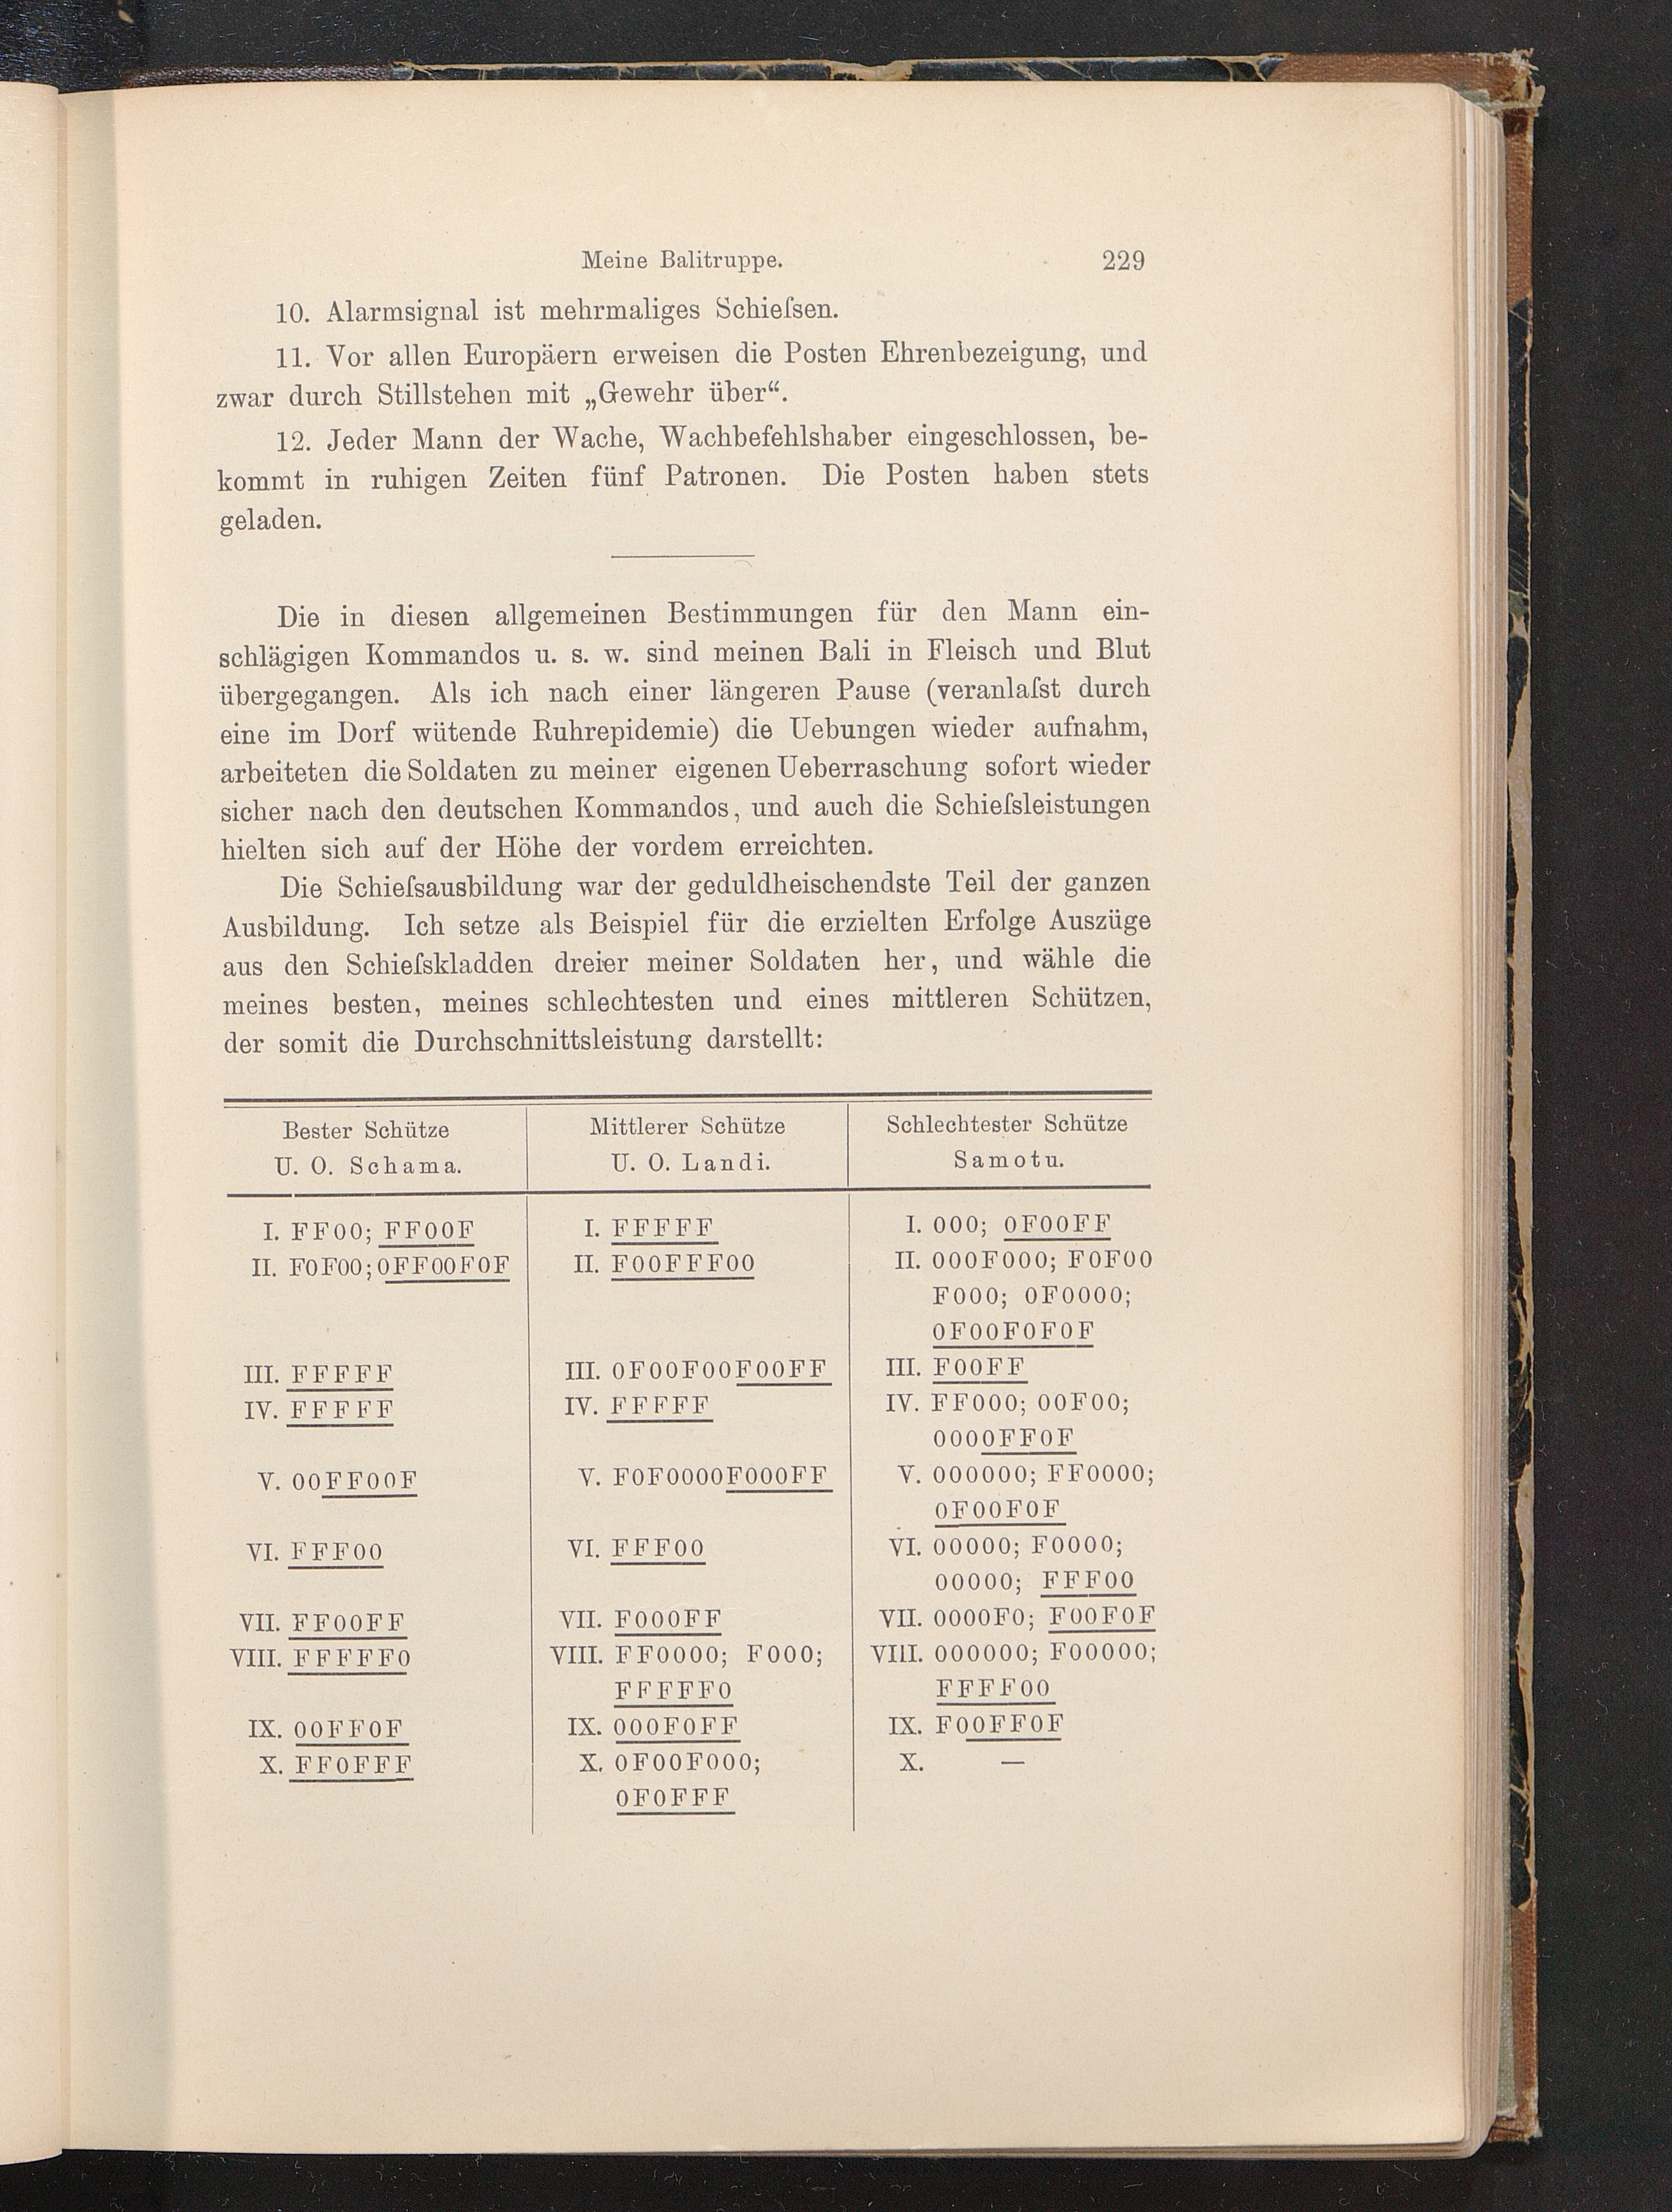 Meine Balitruppe. 229
10. Alarmsignal ist mehrmaliges Schieſsen.
11. Vor allen Europäern erweisen die Posten Ehrenbezeigung, und
zwar durch Stillstehen mit „Gewehr über“.
12. Jeder Mann der Wache, Wachbefehlshaber eingeschlossen, be-
kommt in ruhigen Zeiten fünf Patronen. Die Posten haben stets
geladen.
Die in diesen allgemeinen Bestimmungen für den Mann ein-
schlägigen Kommandos u. s. w. sind meinen Bali in Fleisch und Blut
übergegangen. Als ich nach einer längeren Pause (veranlaſst durch
eine im Dorf wütende Ruhrepidemie) die Uebungen wieder aufnahm,
arbeiteten die Soldaten zu meiner eigenen Ueberraschung sofort wieder
sicher nach den deutschen Kommandos, und auch die Schieſsleistungen
hielten sich auf der Höhe der vordem erreichten.
Die Schieſsausbildung war der geduldheischendste Teil der ganzen
Ausbildung. Ich setze als Beispiel für die erzielten Erfolge Auszüge
aus den Schieſskladden dreier meiner Soldaten her, und wähle die
meines besten, meines schlechtesten und eines mittleren Schützen,
der somit die Durchschnittsleistung darstellt:
Bester Schütze
U. O. Schama.
I. FF00; FF00F
II. F0F00; 0FF00F0F
III. FFFFF
IV. FFFFF
V. 00FF00F
VI. FFF00
VII. FF00FF
VIII. FFFFF0
IX. 00FF0F
X. FF0FFF
Mittlerer Schütze
U. O. Landi.
I. FFFFF
II. F00FFF00
III. 0F00F00F00FF
IV. FFFFF
V. F0F0000F000FF
VI. FFF00
VII. F000FF
VIII. FF0000; F000;
FFFFF0
IX. 000F0FF
X. 0F00F000;
0F0FFF
Schlechtester Schütze
Samotu.
I. 000; 0F00FF
II. 000F000; F0F00
F000; 0F0000;
0F00F0F0F
III. F00FF
IV. FF000; 00F00;
0000FF0F
V. 000000; FF0000;
0F00F0F
VI. 00000; F0000;
00000; FFF00
VII. 0000F0; F00F0F
VIII. 000000; F00000;
FFFF00
IX. F00FF0F
X. —